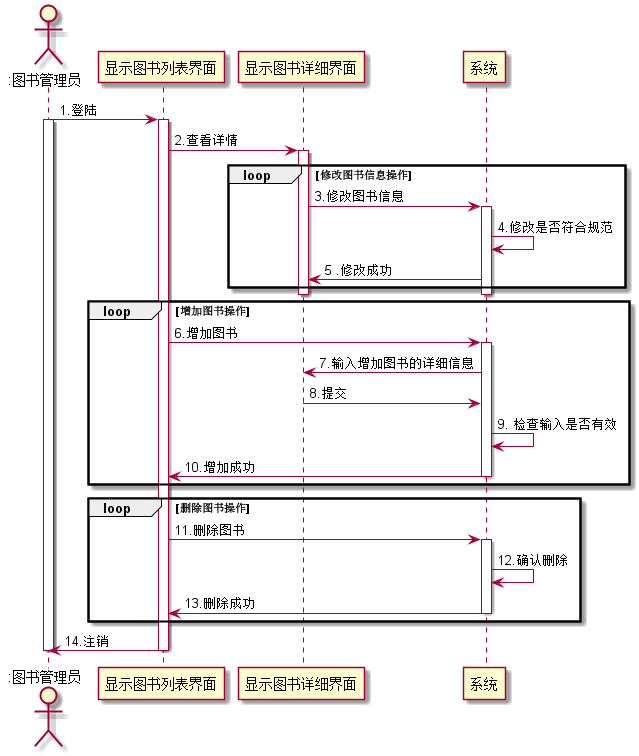 :图书管理员
显示图书列表界面
显示图书详细界面
系统
1.登陆
2.查看详情
loop [修改图书信息操作]
3.修改图书信息
4.修改是否符合规范
5 .修改成功
loop [增加图书操作]
6.增加图书
7.输入增加图书的详细信息
8.提交
9. 检查输入是否有效
10.增加成功
loop [删除图书操作]
11.删除图书
12.确认删除
13.删除成功
14.注销
:图书管理员
显示图书列表界面
显示图书详细界面
系统